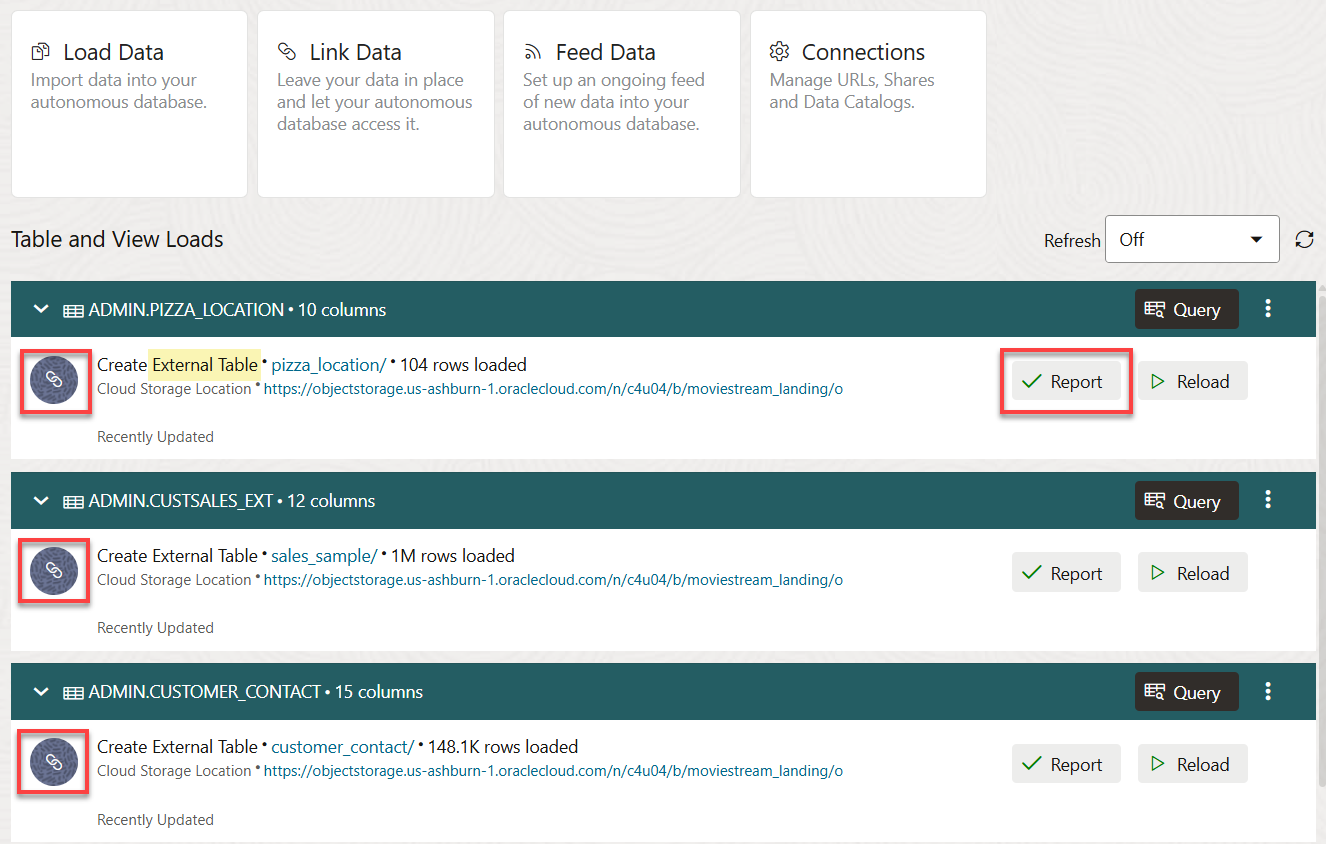 Load Data
Import data into your
autonomous database.
Link Data
Leave your data in place
and let your autonomous
database access it.
Feed Data
Set up an ongoing feed
of new data into your
autonomous database.
Connections
Manage URLs, Shares
and Data Catalogs.
Table and View Loads
Refresh Off
ADMIN.PIZZA_LOCATION • 10 columns Query
Create External Table • pizza_location/ • 104 rows loaded
Cloud Storage Location • https://objectstorage.us-ashburn-1.oraclecloud.com/n/c4u04/b/moviestream_landing/o
Report Reload
Recently Updated
ADMIN.CUSTSALES_EXT • 12 columns Query
Create External Table • sales_sample/ • 1M rows loaded
Cloud Storage Location • https://objectstorage.us-ashburn-1.oraclecloud.com/n/c4u04/b/moviestream_landing/o
Report Reload
Recently Updated
ADMIN.CUSTOMER_CONTACT • 15 columns Query
Create External Table • customer_contact/ • 148.1K rows loaded
Cloud Storage Location • https://objectstorage.us-ashburn-1.oraclecloud.com/n/c4u04/b/moviestream_landing/o
Report Reload
Recently Updated